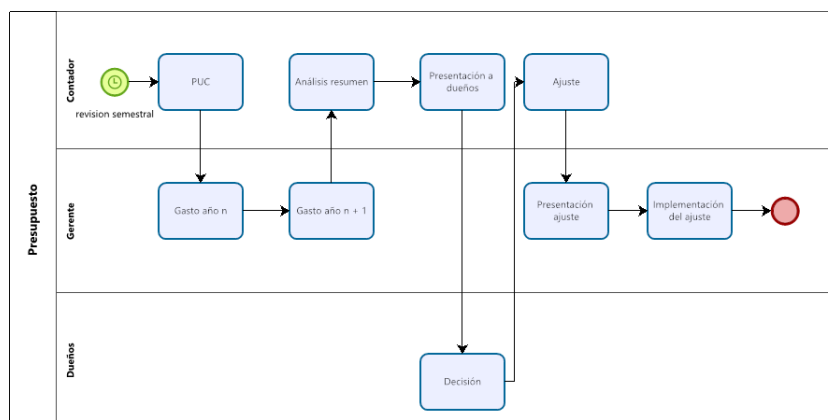 Presupuesto
Contador
revision semestral
PUC
Análisis resumen
Presentación a
dueños
Ajuste
Gerente
Gasto año n
Gasto año n + 1
Presentación
ajuste
Implementación
del ajuste
Dueños
Decisión